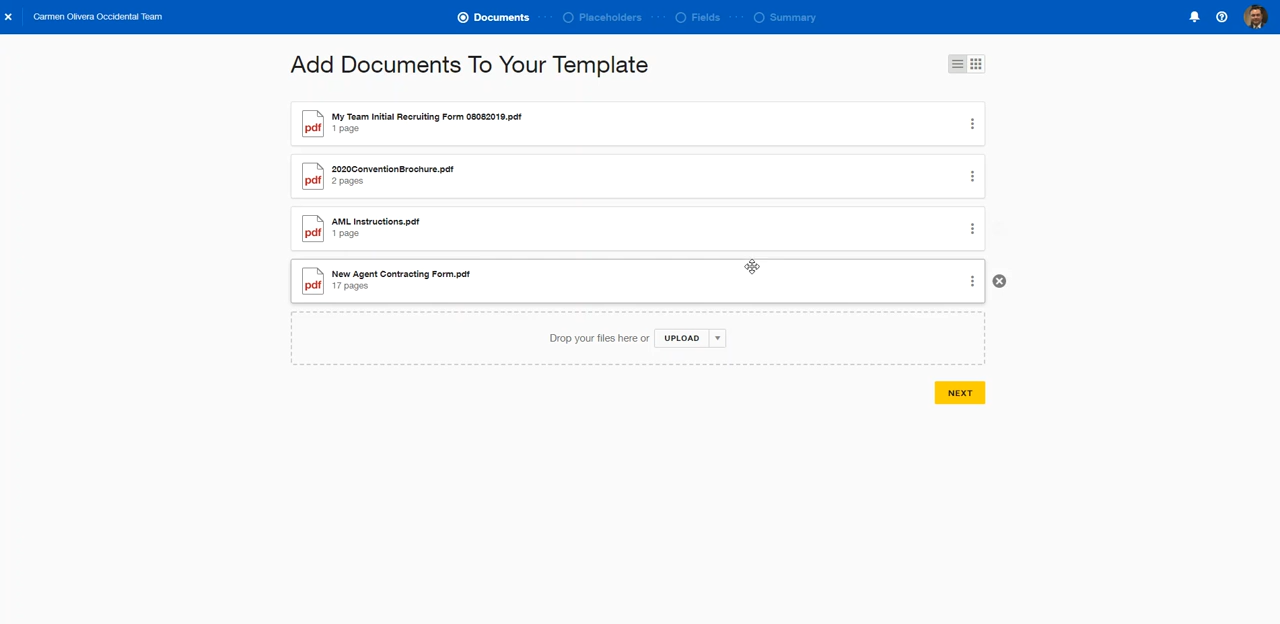 Carmen Olivera Occidental Team
Documents
Placeholders
Fields
Summary
Add Documents To Your Template
pdf
My Team Initial Recruiting Form 08082019.pdf
1 page
pdf
2020ConventionBrochure.pdf
2 pages
pdf
AML Instructions.pdf
1 page
pdf
New Agent Contracting Form.pdf
17 pages
Drop your files here or UPLOAD
NEXT